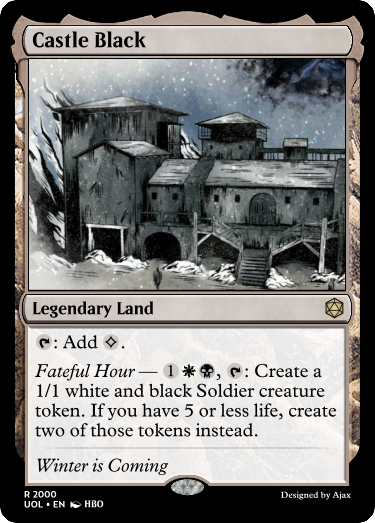 Castle Black
Legendary Land
: Add .
Fateful Hour — 1, : Create a
1/1 white and black Soldier creature
token. If you have 5 or less life, create
two of those tokens instead.
Winter is Coming
R 2000
UOL • EN HBO
Designed by Ajax